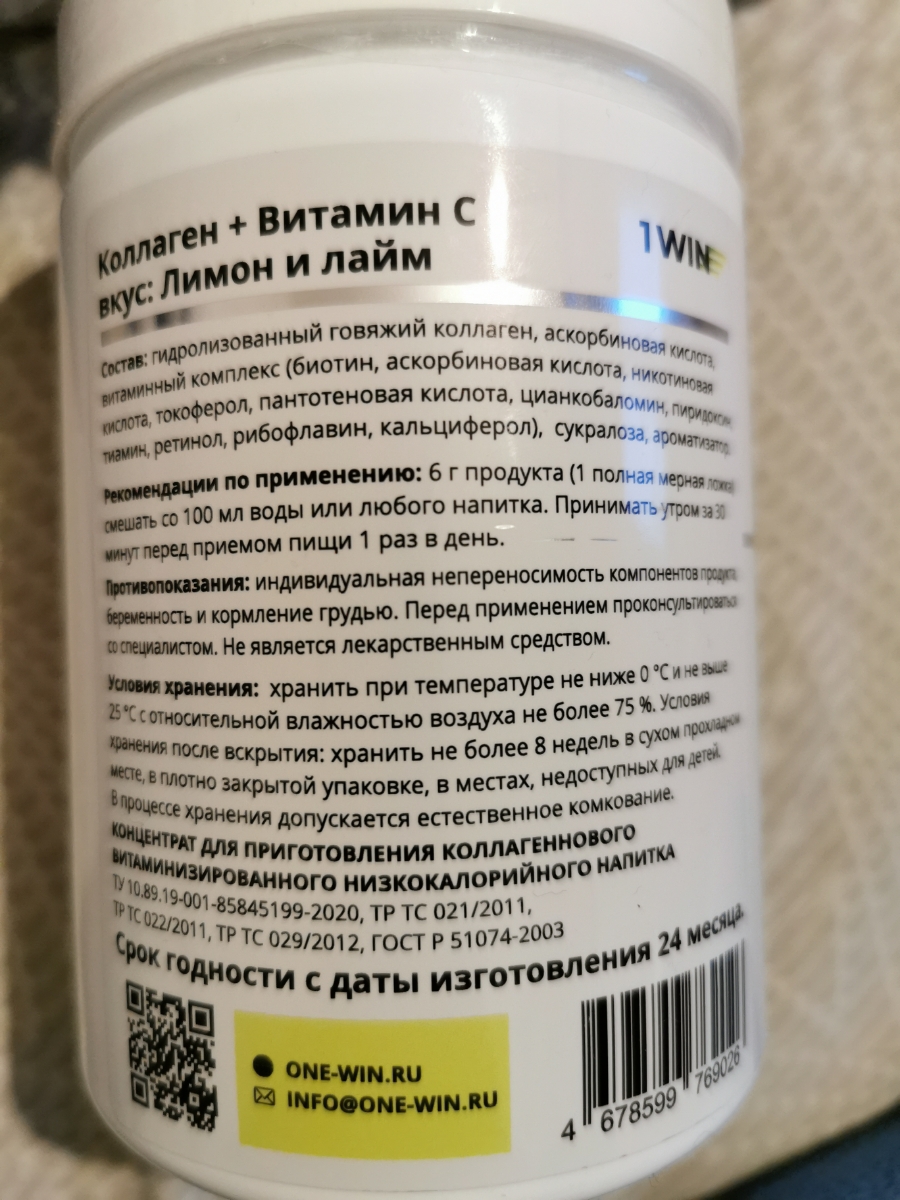 Коллаген + Витамин С
вкус: Лимон и лайм
1WIN
Состав: гидролизованный говяжий коллаген, аскорбиновая кислота,
витаминный комплекс (биотин, аскорбиновая кислота, никотиновая
кислота, токоферол, пантотеновая кислота, цианкобаломин, пиридоксин,
тиамин, ретинол, рибофлавин, кальциферол), сукралоза, ароматизатор.
Рекомендации по применению: 6 г продукта (1 полная мерная ложка)
смешать со 100 мл воды или любого напитка. Принимать утром за 30
минут перед приемом пищи 1 раз в день.
Противопоказания: индивидуальная непереносимость компонентов продукта,
беременность и кормление грудью. Перед применением проконсультироваться
со специалистом. Не является лекарственным средством.
Условия хранения: хранить при температуре не ниже 0 °C и не выше
25 °C с относительной влажностью воздуха не более 75 %. Условия
хранения после вскрытия: хранить не более 8 недель в сухом прохладном
месте, в плотно закрытой упаковке, в местах, недоступных для детей.
В процессе хранения допускается естественное комкование.
КОНЦЕНТРАТ ДЛЯ ПРИГОТОВЛЕНИЯ КОЛЛАГЕННОВОГО
ВИТАМИНИЗИРОВАННОГО НИЗКОКАЛОРИЙНОГО НАПИТКА
ТУ 10.89.19-001-85845199-2020, ТР ТС 021/2011,
ТР ТС 022/2011, ТР ТС 029/2012, ГОСТ Р 51074-2003
Срок годности с даты изготовления 24 месяца.
ONE-WIN.RU
INFO@ONE-WIN.RU
4 678599 769026